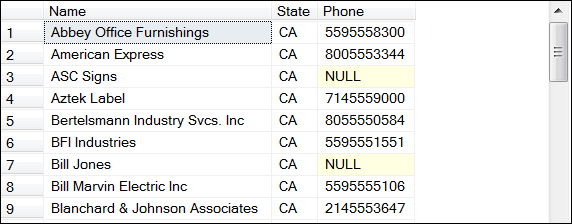 Name State Phone
1 Abbey Office Furnishings CA 5595558300
2 American Express CA 8005553344
3 ASC Signs CA NULL
4 Aztek Label CA 7145559000
5 Bertelsmann Industry Svcs. Inc CA 8055550584
6 BFI Industries CA 5595551551
7 Bill Jones CA NULL
8 Bill Marvin Electric Inc CA 5595555106
9 Blanchard & Johnson Associates CA 2145553647